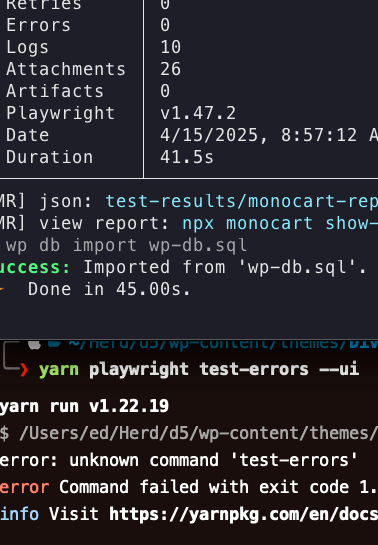 Retries 0
Errors 0
Logs 10
Attachments 26
Artifacts 0
Playwright v1.47.2
Date 4/15/2025, 8:57:12 A
Duration 41.5s
MR] json: test-results/monocart-rep
MR] view report: npx monocart show-
wp db import wp-db.sql
uccess: Imported from 'wp-db.sql'.
Done in 45.00s.
~/Herd/d5/wp-content/themes/Div
❯ yarn playwright test-errors --ui
yarn run v1.22.19
$ /Users/ed/Herd/d5/wp-content/themes/
error: unknown command 'test-errors'
error Command failed with exit code 1.
info Visit https://yarnpkg.com/en/docs